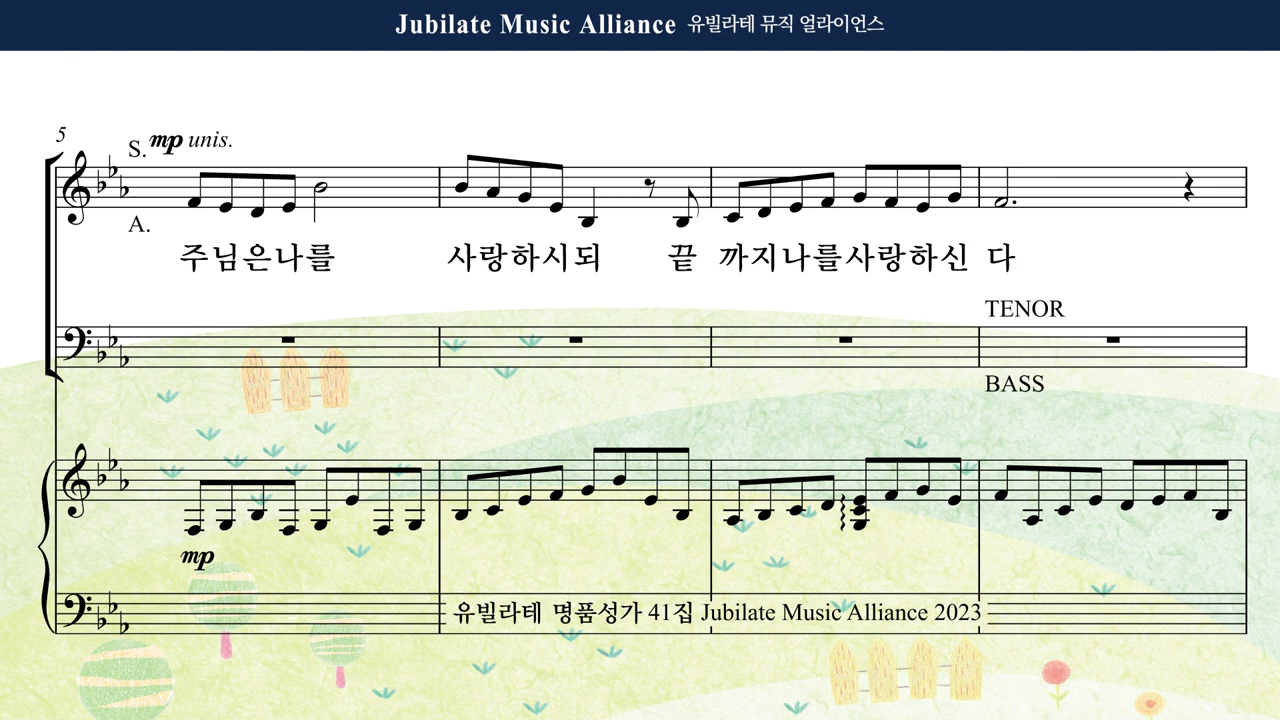 Jubilate Music Alliance 유빌라테 뮤직 얼라이언스
5
S. mp unis.
A.
주님은나를 사랑하시되 끝 까지나를사랑하신 다
TENOR
BASS
mp
유빌라테 명품성가 41집 Jubilate Music Alliance 2023